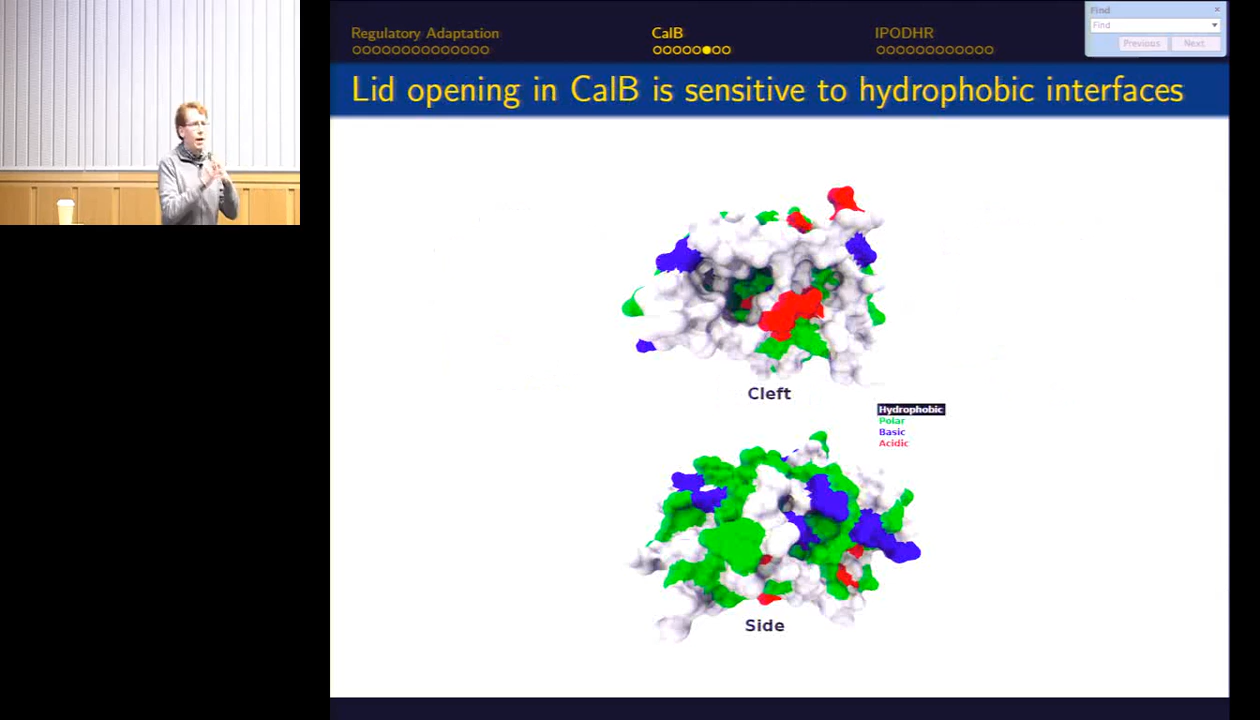 Regulatory Adaptation
CalB
IPODHR
Find
Find
Previous
Next
Lid opening in CalB is sensitive to hydrophobic interfaces
Cleft
Hydrophobic
Polar
Basic
Acidic
Side